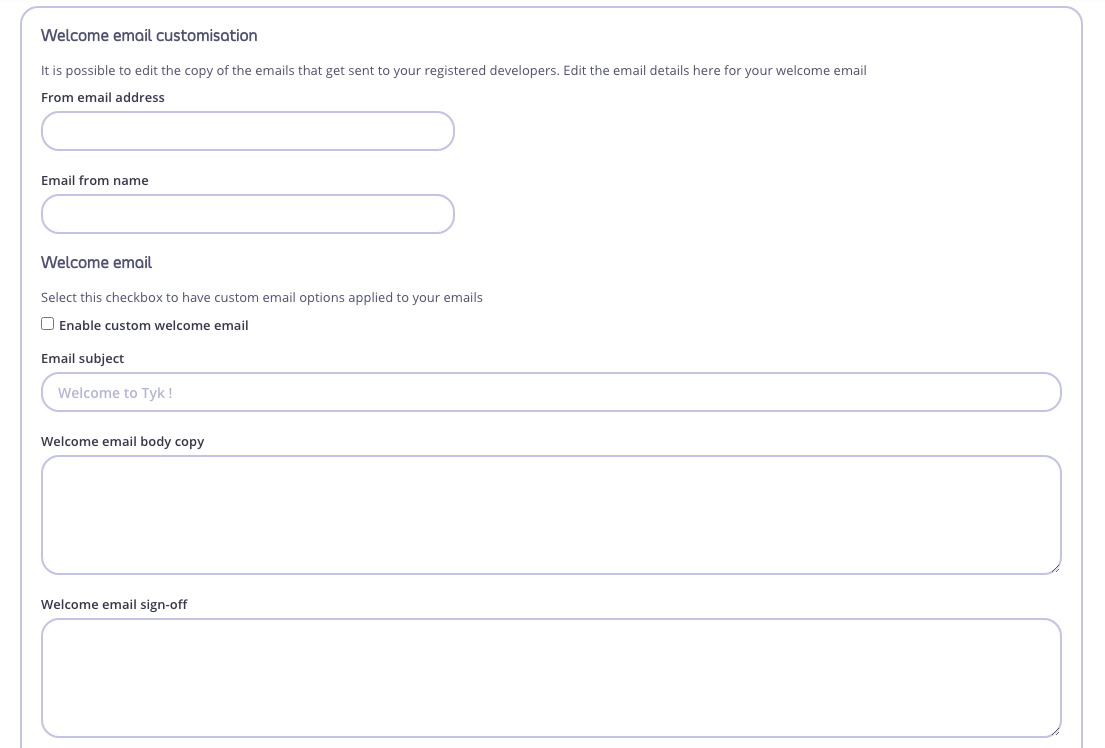 Welcome email customisation
It is possible to edit the copy of the emails that get sent to your registered developers. Edit the email details here for your welcome email
From email address
Email from name
Welcome email
Select this checkbox to have custom email options applied to your emails
Enable custom welcome email
Email subject
Welcome to Tyk !
Welcome email body copy
Welcome email sign-off